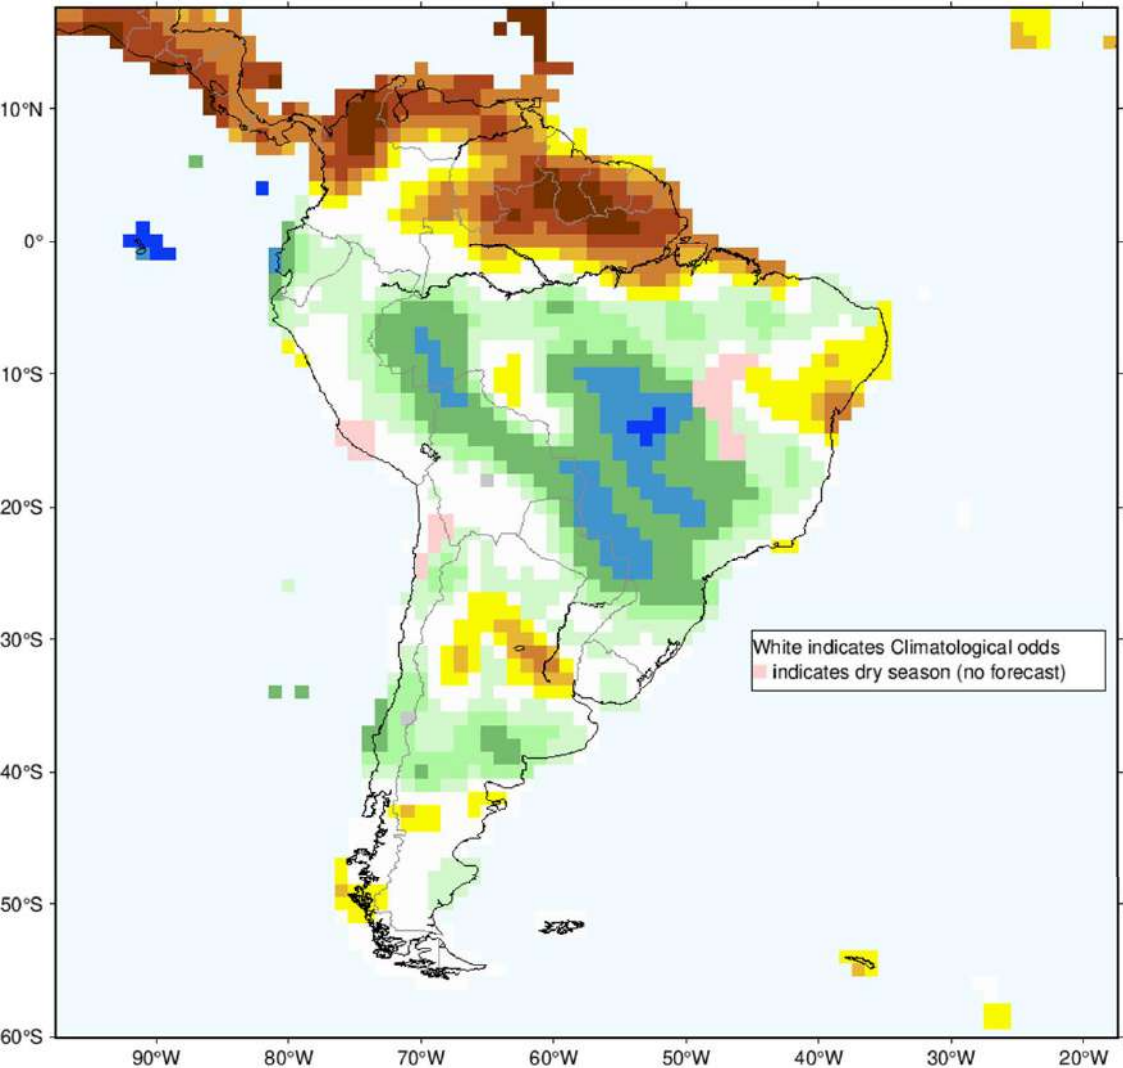 10°N
0°
10°S
20°S
30°S
40°S
50°S
60°S
White indicates Climatological odds
indicates dry season (no forecast)
90°W 80°W 70°W 60°W 50°W 40°W 30°W 20°W